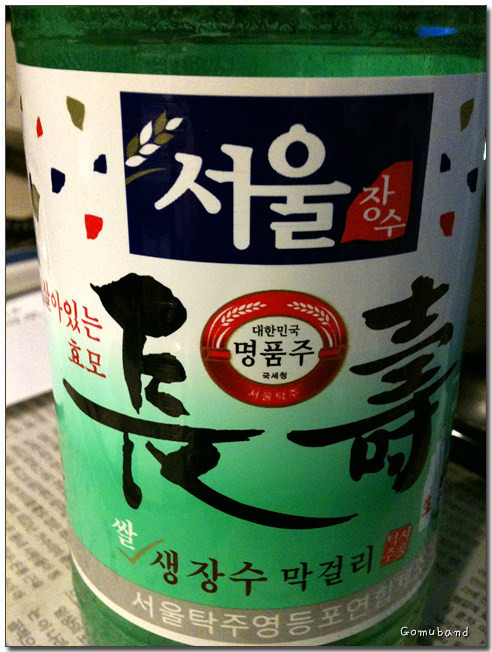 서울
장수
살아있는
효모
長壽
대한민국
명품주
국세청
서울탁주
쌀
생장수 막걸리
서울탁주영등포연합제
Gomuband